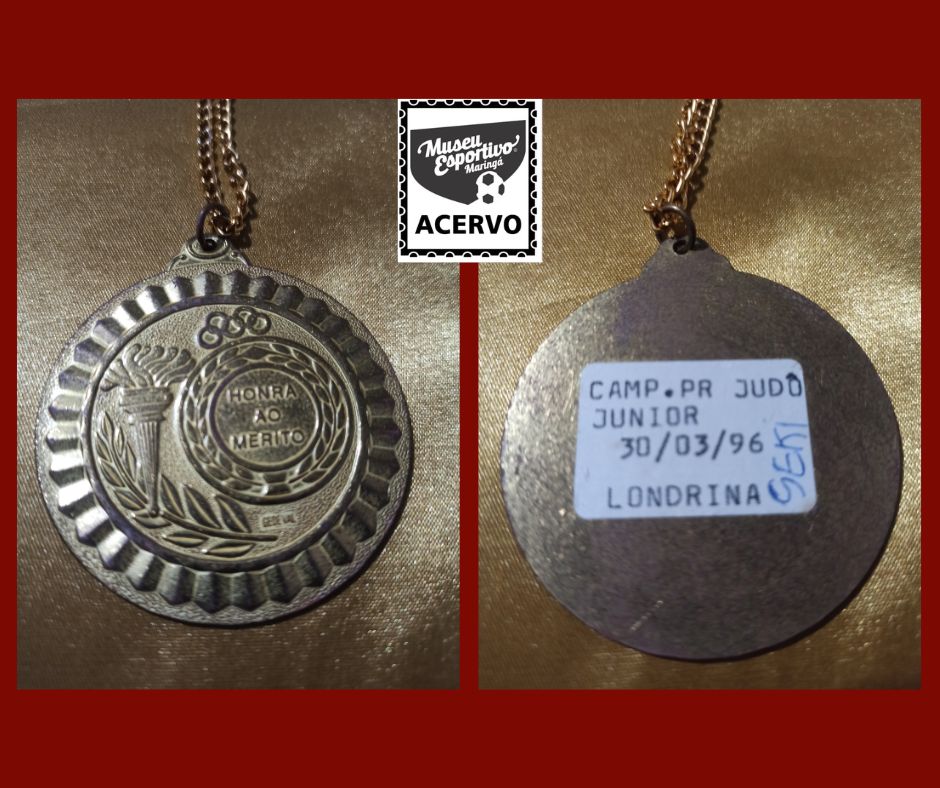 Museu
Esportivo
Maringá
ACERVO
HONRA
AO
MERITO
CAMP.PR JUDÔ
JUNIOR
30/03/96
LONDRINA
SEKI